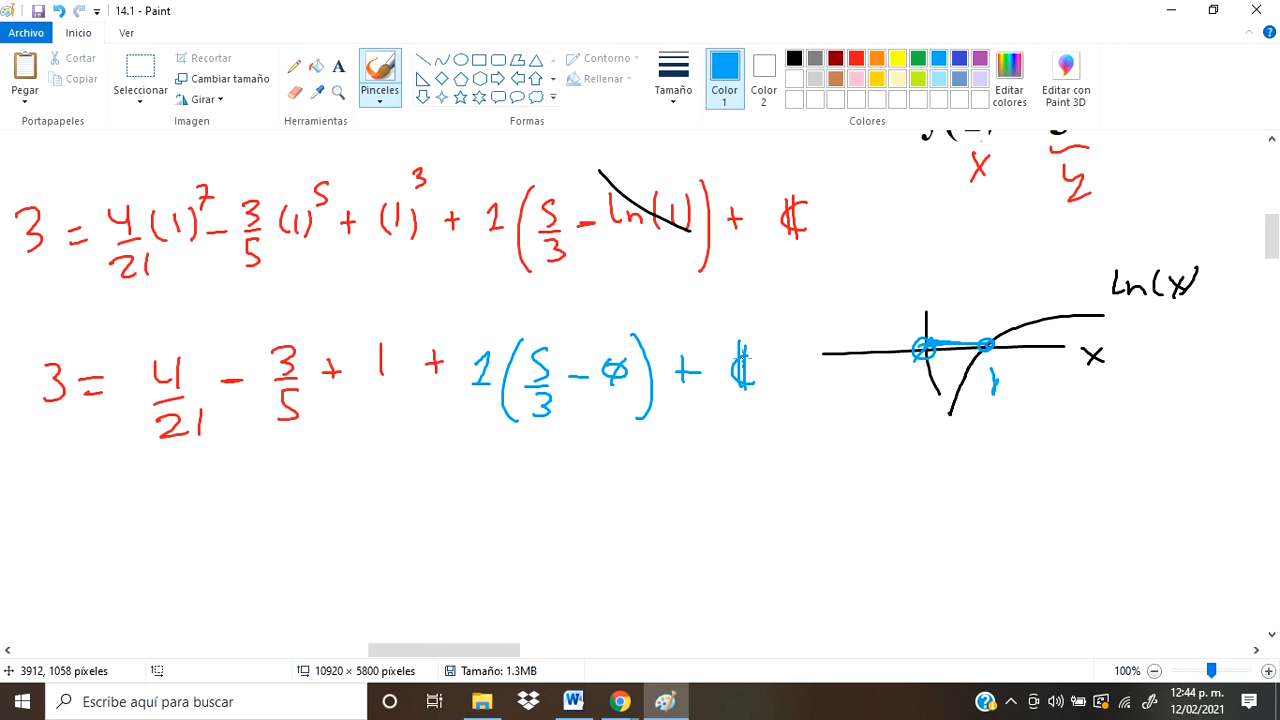 14.1 - Paint
Archivo Inicio Ver
Pegar
Seleccionar
Cortar
Copiar
Recortar
Cambiar tamaño
Girar
Pinceles
Contorno
Rellenar
Tamaño
Color 1
Color 2
Editar colores
Editar con Paint 3D
Portapapeles Imagen Herramientas Formas Colores
x
3 = 4/21 (1)^7 - 3/5 (1)^5 + (1)^3 + 1(5/3 - ln(1)) + ₵
ln(x)
x
1
3 = 4/21 - 3/5 + 1 + 1(5/3 - 0) + ₵
3912, 1058 píxeles 10920 × 5800 píxeles Tamaño: 1.3MB 100%
Escribe aquí para buscar
12:44 p. m.
12/02/2021